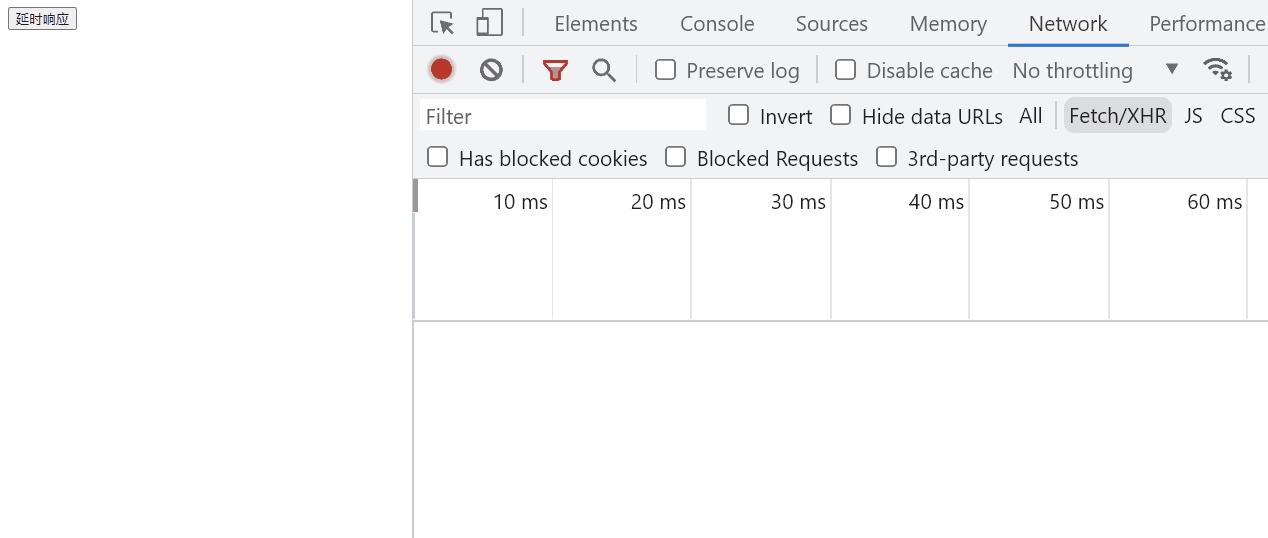 延时响应
Elements Console Sources Memory Network Performance
Preserve log Disable cache No throttling
Filter Invert Hide data URLs All Fetch/XHR JS CSS
Has blocked cookies Blocked Requests 3rd-party requests
10 ms 20 ms 30 ms 40 ms 50 ms 60 ms